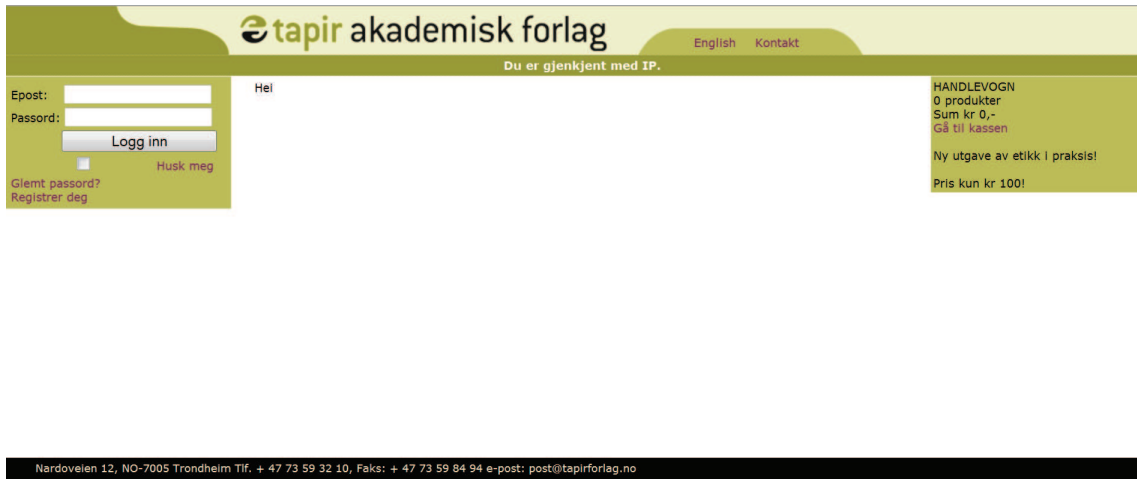 tapir akademisk forlag
English Kontakt
Du er gjenkjent med IP.
Epost:
Passord:
Logg inn
Husk meg
Glemt passord?
Registrer deg
Hei
HANDLEVOGN
0 produkter
Sum kr 0,-
Gå til kassen
Ny utgave av etikk i praksis!
Pris kun kr 100!
Nardoveien 12, NO-7005 Trondheim Tlf. + 47 73 59 32 10, Faks: + 47 73 59 84 94 e-post: post@tapirforlag.no